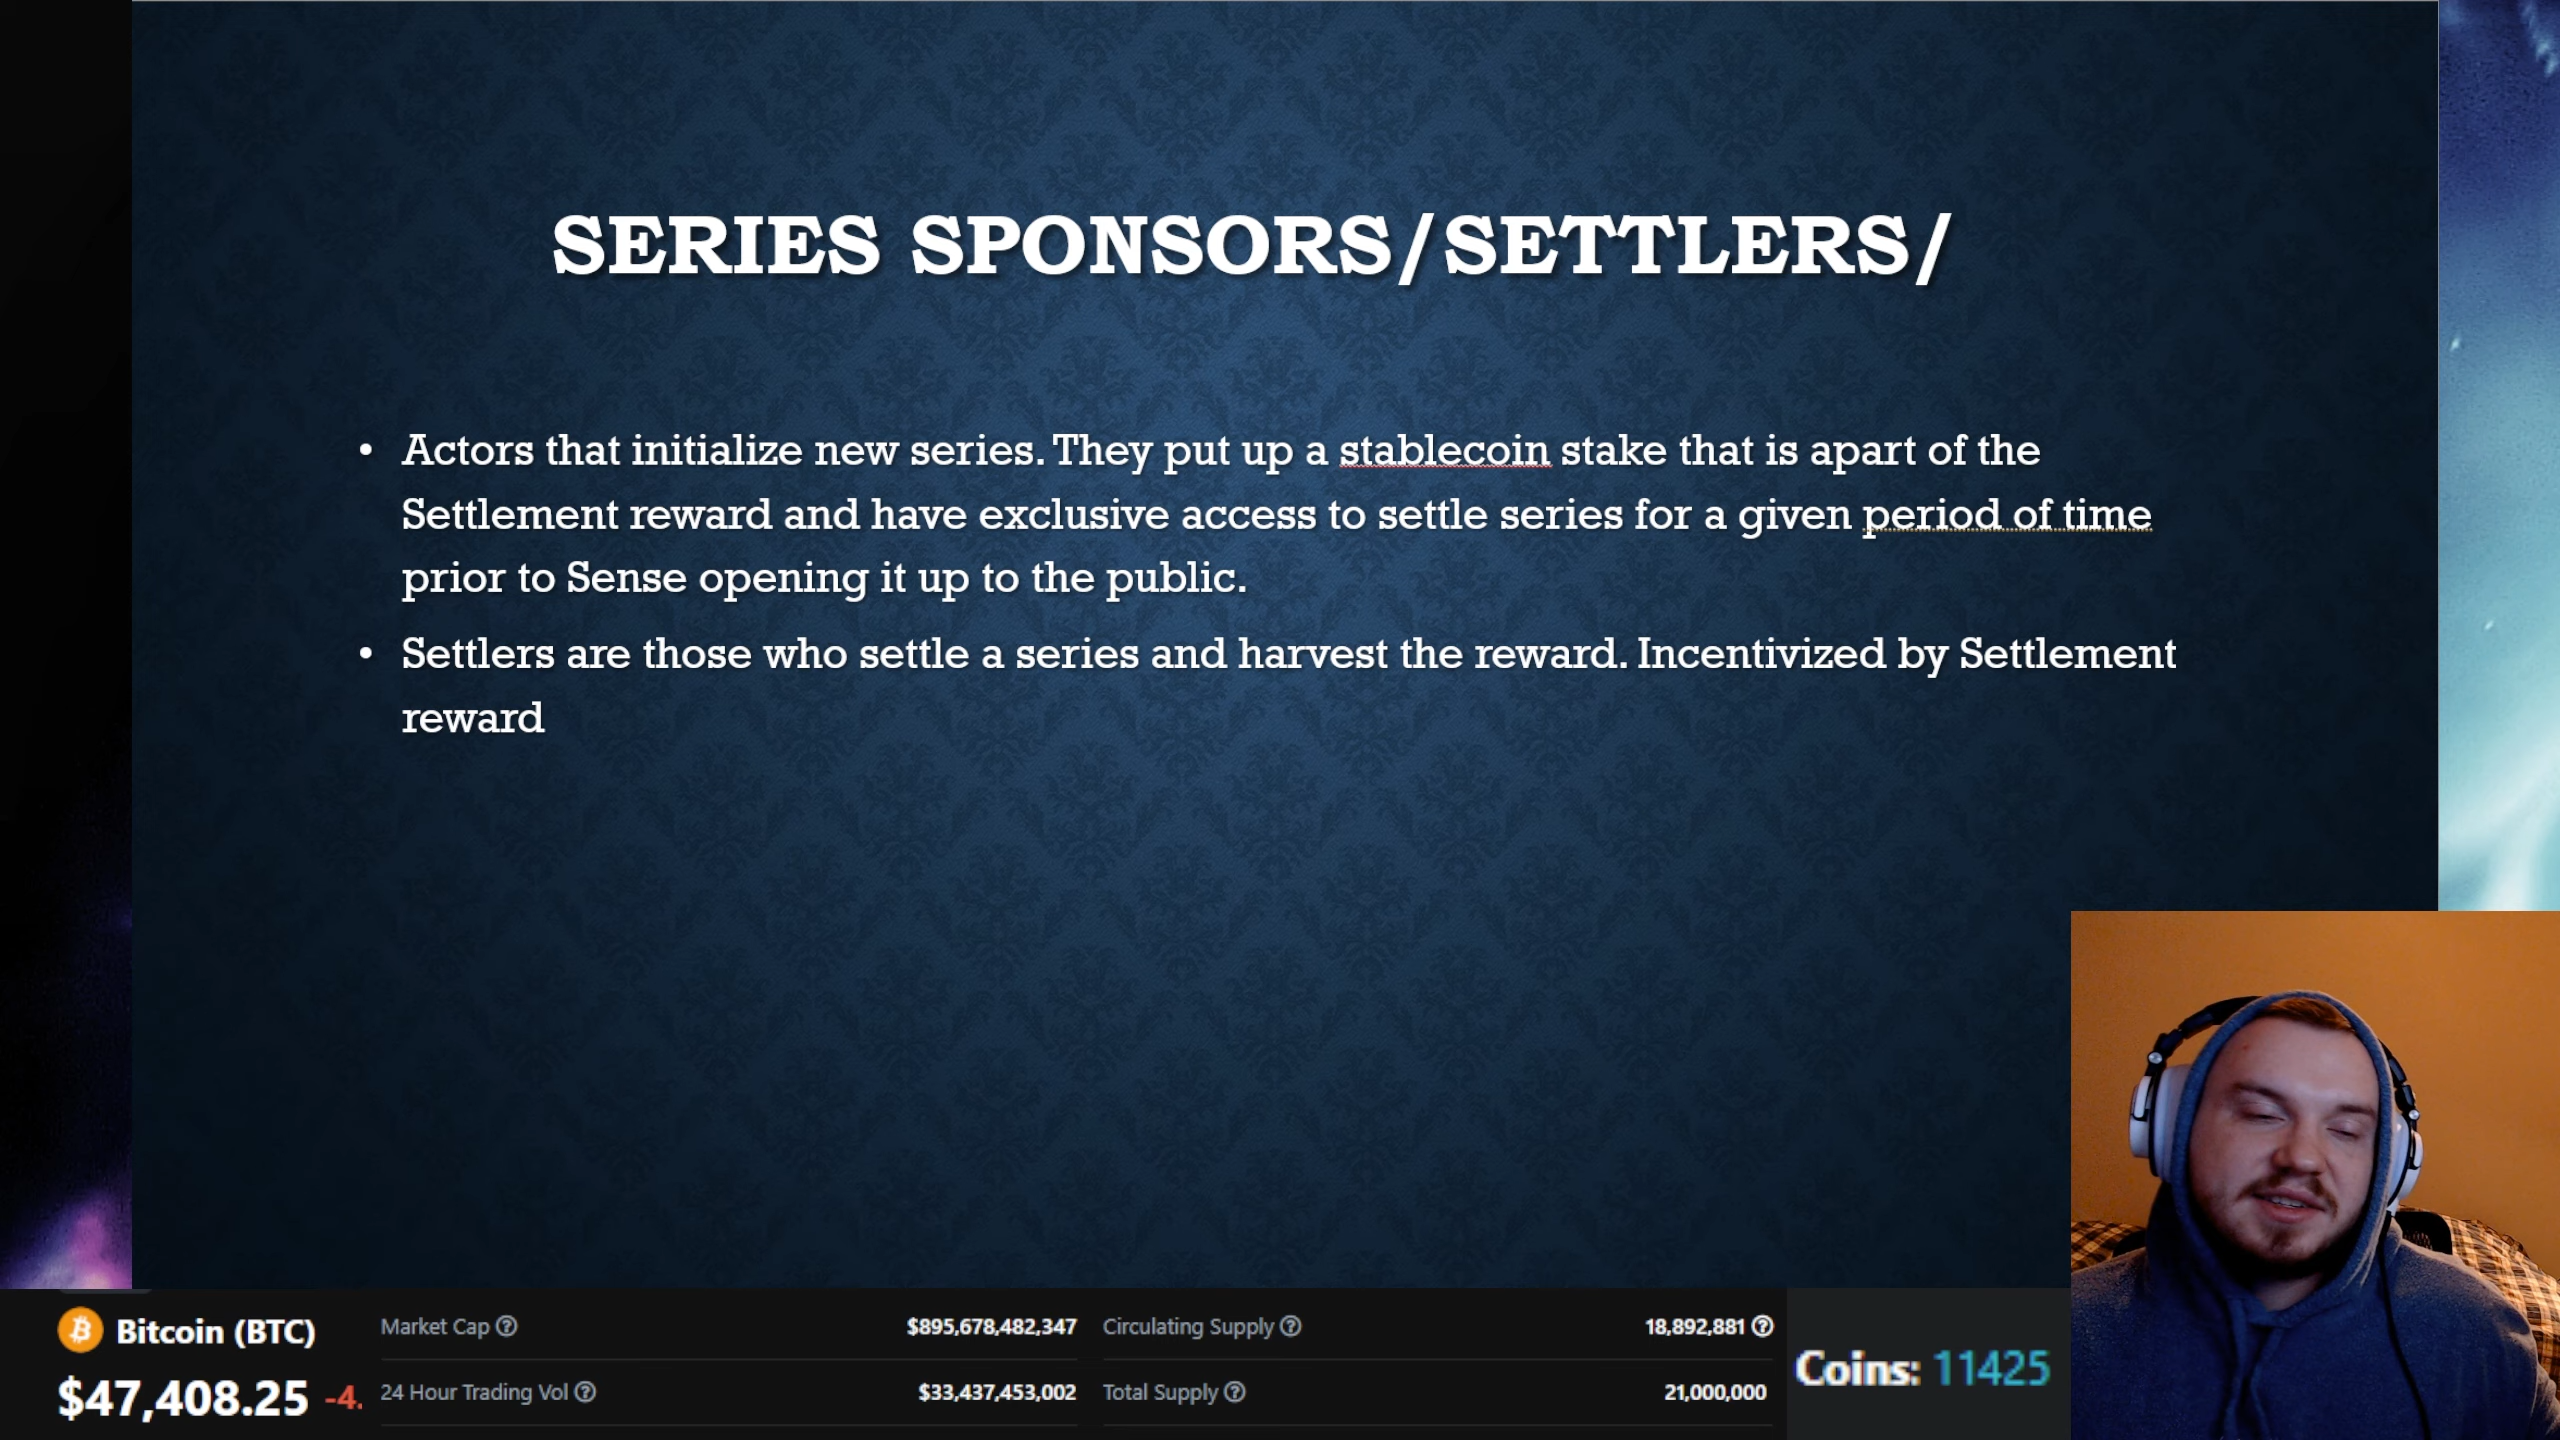 SERIES SPONSORS/SETTLERS/
• Actors that initialize new series. They put up a stablecoin stake that is apart of the
Settlement reward and have exclusive access to settle series for a given period of time
prior to Sense opening it up to the public.
• Settlers are those who settle a series and harvest the reward. Incentivized by Settlement
reward
Bitcoin (BTC)
$47,408.25 -4.
Market Cap $895,678,482,347
24 Hour Trading Vol $33,437,453,002
Circulating Supply 18,892,881
Total Supply 21,000,000
Coins: 11425